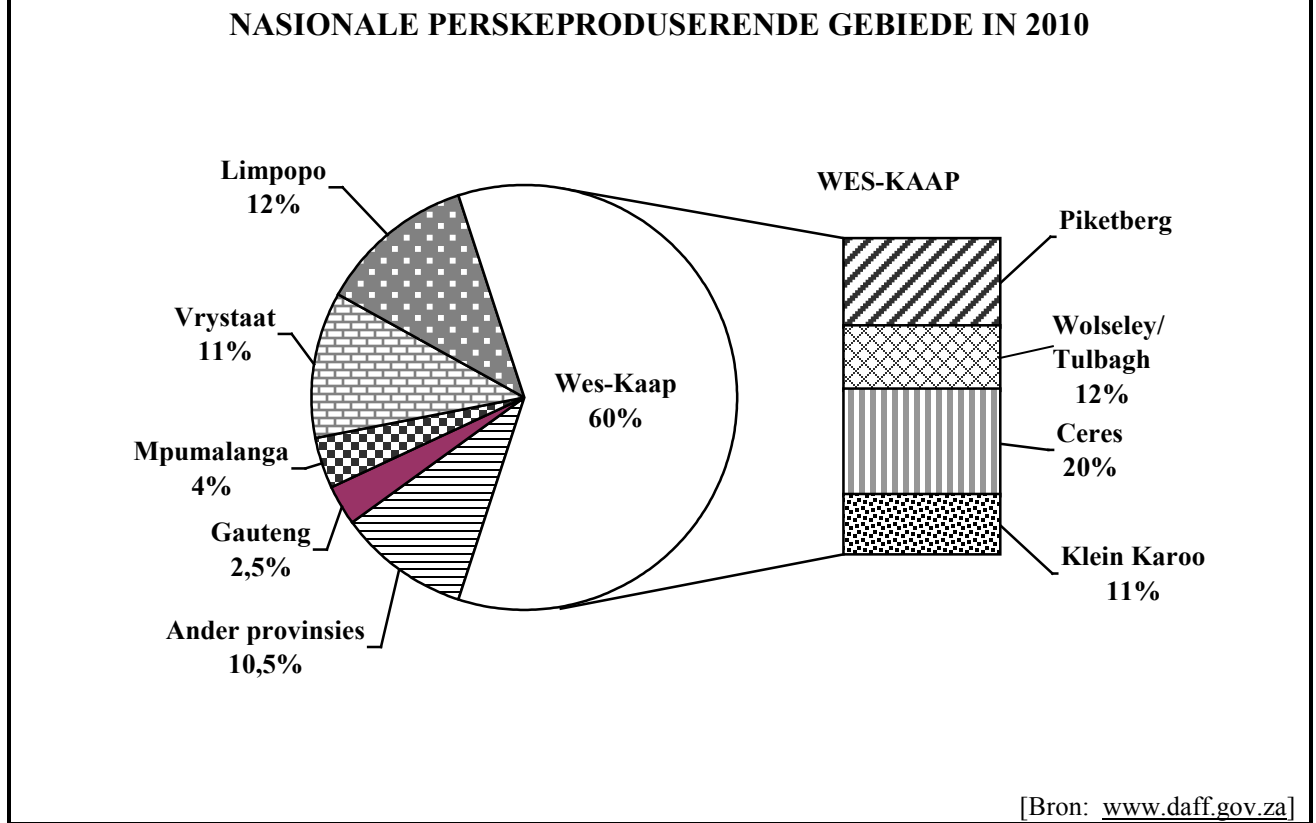 NASIONALE PERSKEPRODUSERENDE GEBIEDE IN 2010
Limpopo
12%
Vrystaat
11%
Mpumalanga
4%
Gauteng
2,5%
Ander provinsies
10,5%
Wes-Kaap
60%
WES-KAAP
Piketberg
Wolseley/
Tulbagh
12%
Ceres
20%
Klein Karoo
11%
[Bron: www.daff.gov.za]